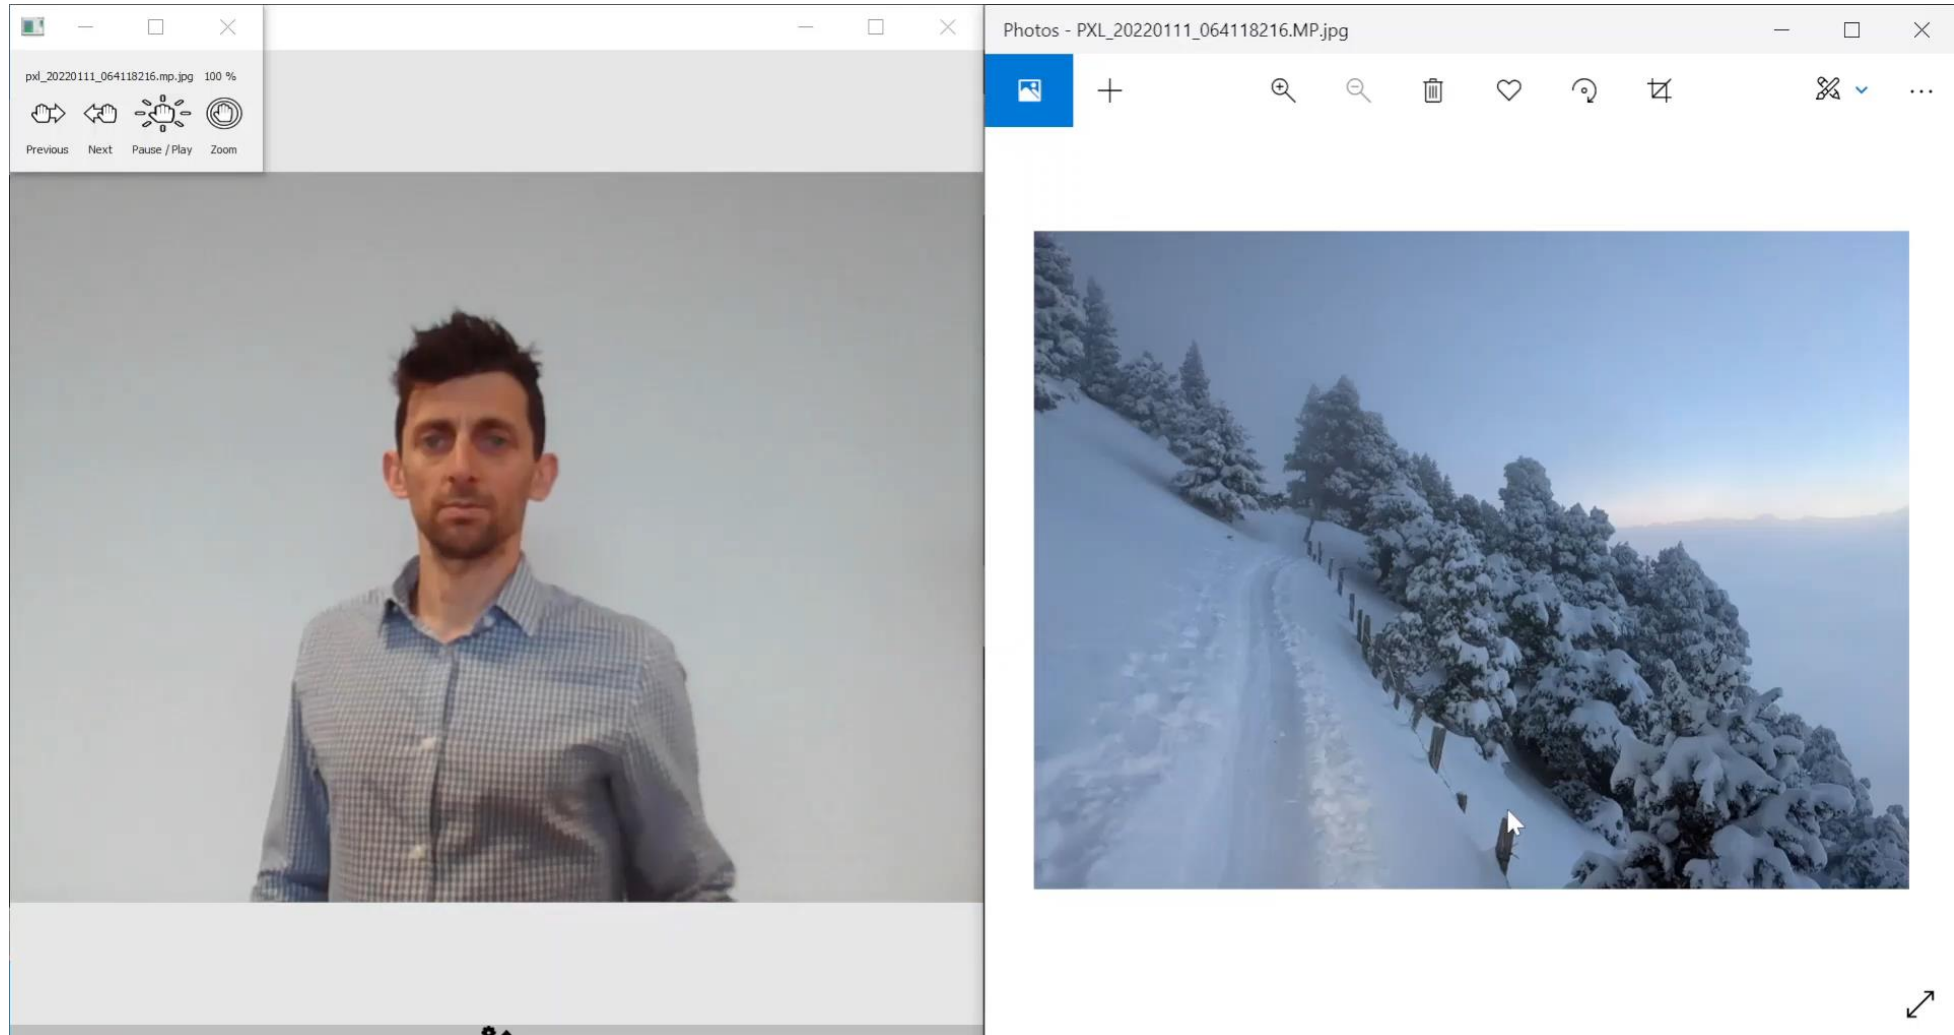 pxl_20220111_064118216.mp.jpg 100 %
Previous Next Pause / Play Zoom
Photos - PXL_20220111_064118216.MP.jpg